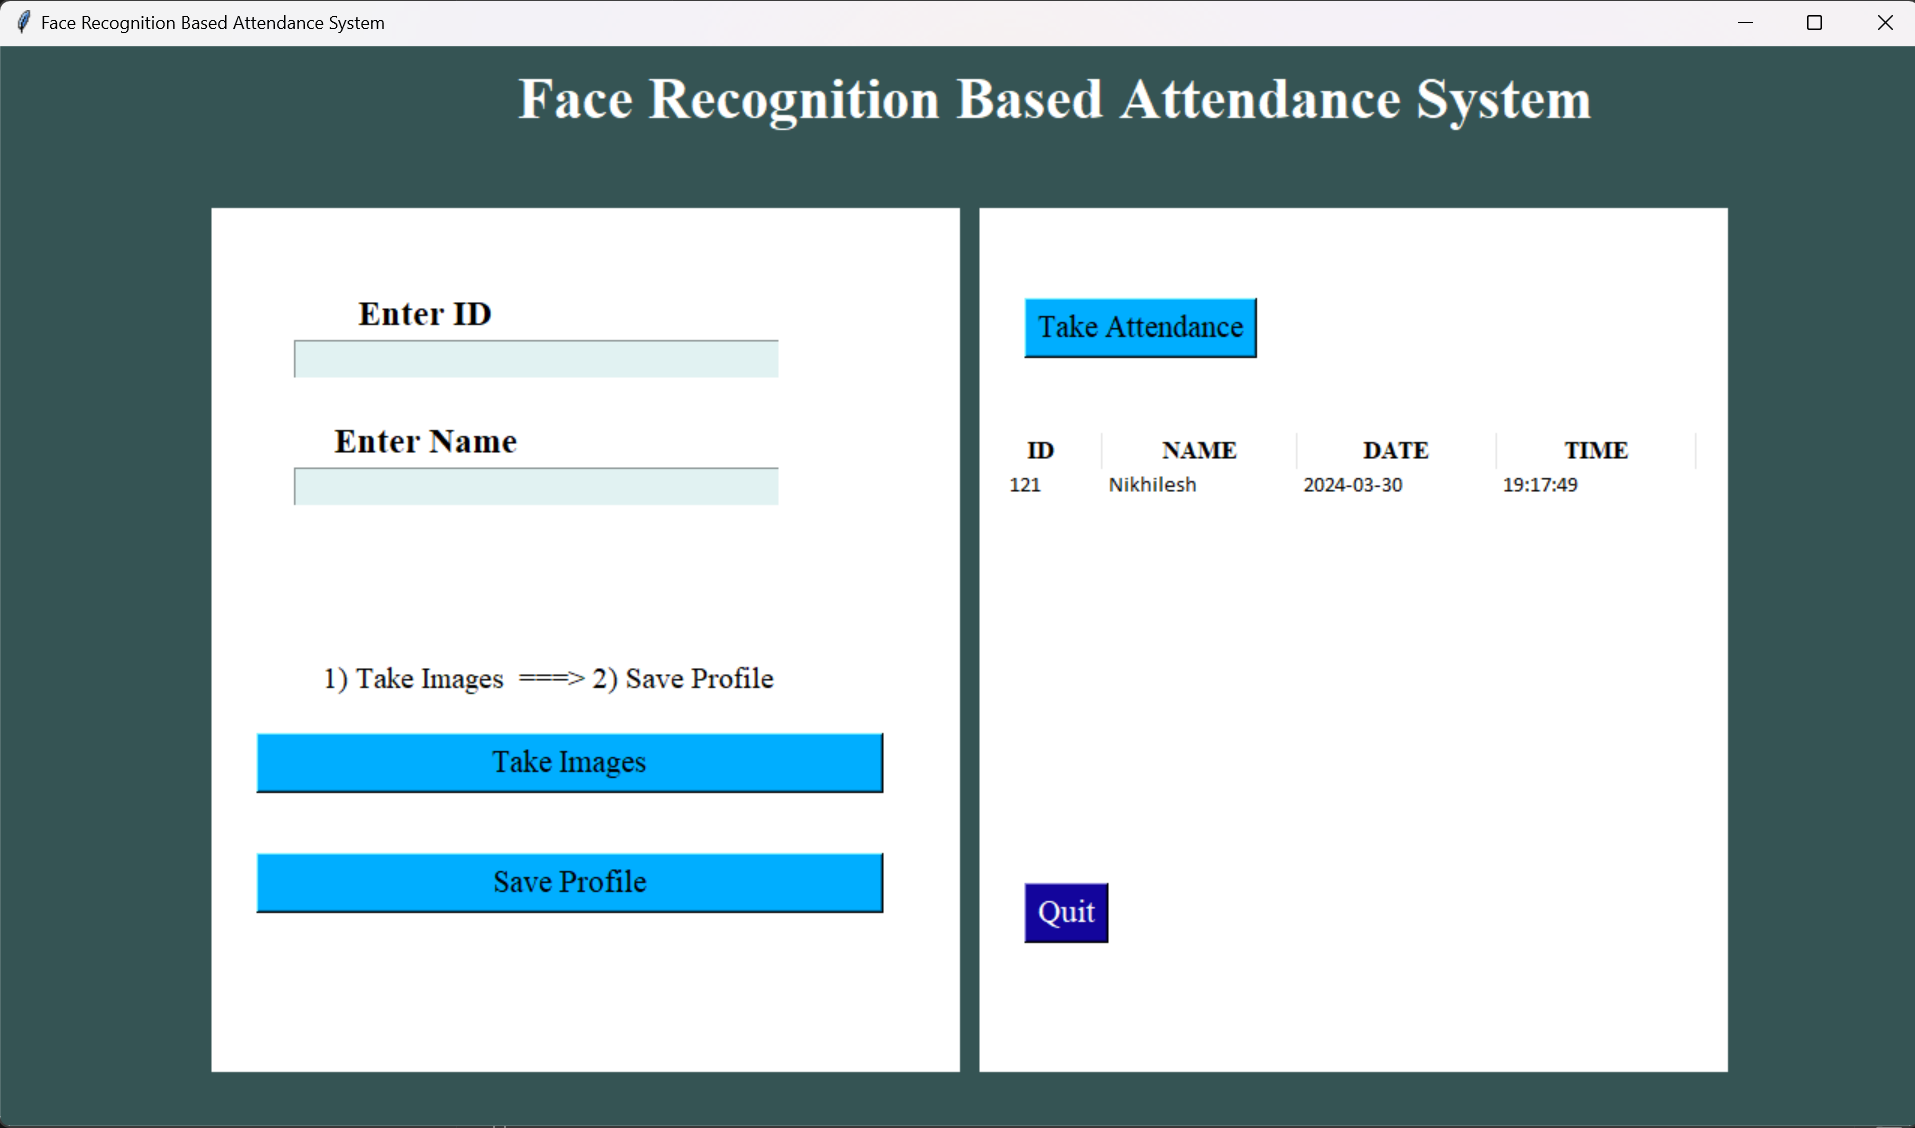 Face Recognition Based Attendance System
Face Recognition Based Attendance System
Enter ID
Enter Name
1) Take Images ===> 2) Save Profile
Take Images
Save Profile
Take Attendance
ID NAME DATE TIME
121 Nikhilesh 2024-03-30 19:17:49
Quit